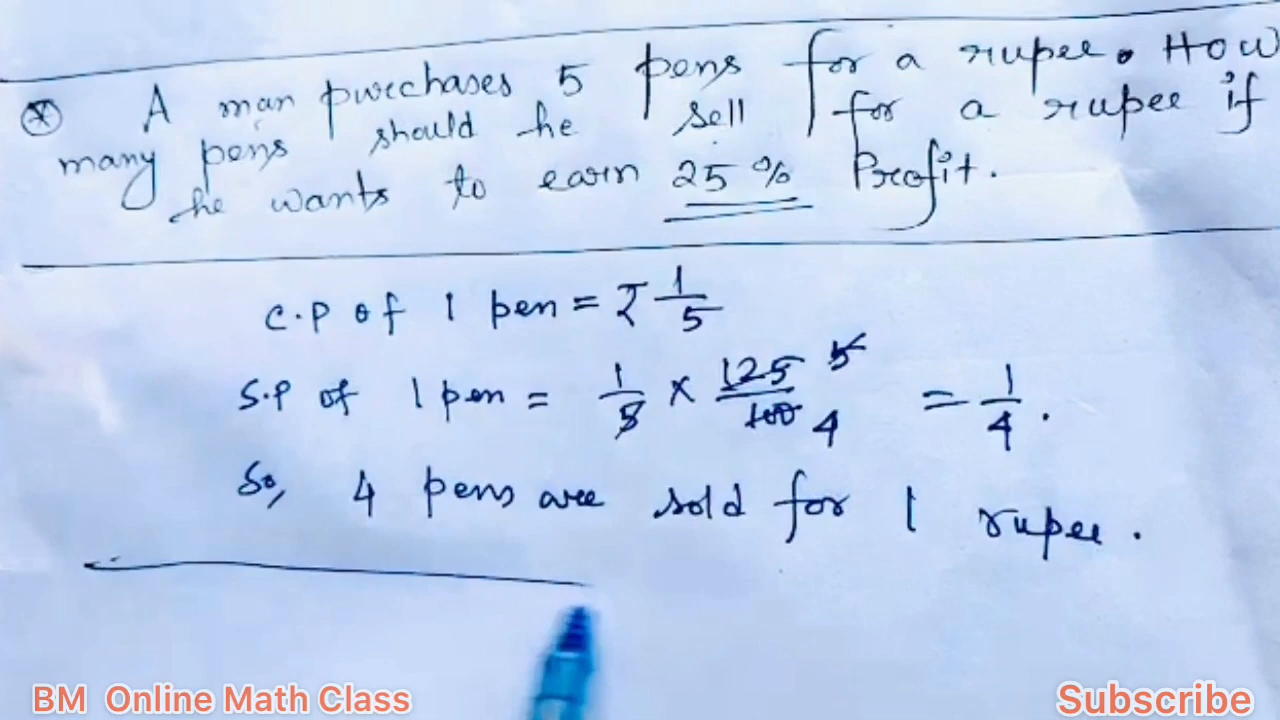 * A man purchases 5 pens for a rupee. How
many pens should he sell for a rupee if
he wants to earn 25% Profit.
C.P of 1 pen = ₹ 1/5
S.P of 1 pen = 1/5 × 125/100 5 4 = 1/4.
So, 4 pens are sold for 1 rupee.
BM Online Math Class
Subscribe